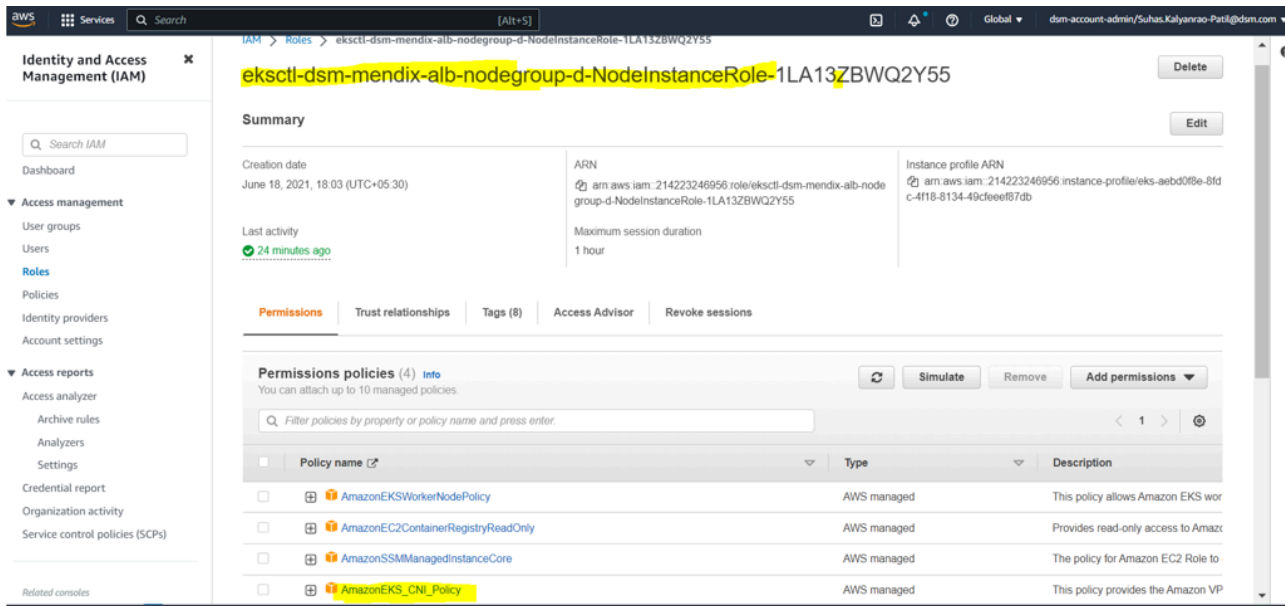 aws Services Search [Alt+S] Global dsm-account-admin/Suhas.Kalyanrao-Patil@dsm.com
Identity and Access Management (IAM)
Search IAM
Dashboard
Access management
User groups
Users
Roles
Policies
Identity providers
Account settings
Access reports
Access analyzer
Archive rules
Analyzers
Settings
Credential report
Organization activity
Service control policies (SCPs)
Related consoles
IAM > Roles > eksctl-dsm-mendix-alb-nodegroup-d-NodeInstanceRole-1LA13ZBWQ2Y55
eksctl-dsm-mendix-alb-nodegroup-d-NodeInstanceRole-1LA13ZBWQ2Y55
Delete
Summary
Edit
Creation date
June 18, 2021, 18:03 (UTC+05:30)
ARN
arn:aws:iam::214223246956:role/eksctl-dsm-mendix-alb-node
group-d-NodeInstanceRole-1LA13ZBWQ2Y55
Instance profile ARN
arn:aws:iam::214223246956:instance-profile/eks-aebd0f8e-8fd
c-4f18-8134-49cfeeef87db
Last activity
24 minutes ago
Maximum session duration
1 hour
Permissions Trust relationships Tags (8) Access Advisor Revoke sessions
Permissions policies (4) Info
You can attach up to 10 managed policies.
Simulate Remove Add permissions
Filter policies by property or policy name and press enter.
1
Policy name Type Description
AmazonEKSWorkerNodePolicy AWS managed This policy allows Amazon EKS wor
AmazonEC2ContainerRegistryReadOnly AWS managed Provides read-only access to Amazo
AmazonSSMManagedInstanceCore AWS managed The policy for Amazon EC2 Role to
AmazonEKS_CNI_Policy AWS managed This policy provides the Amazon VP